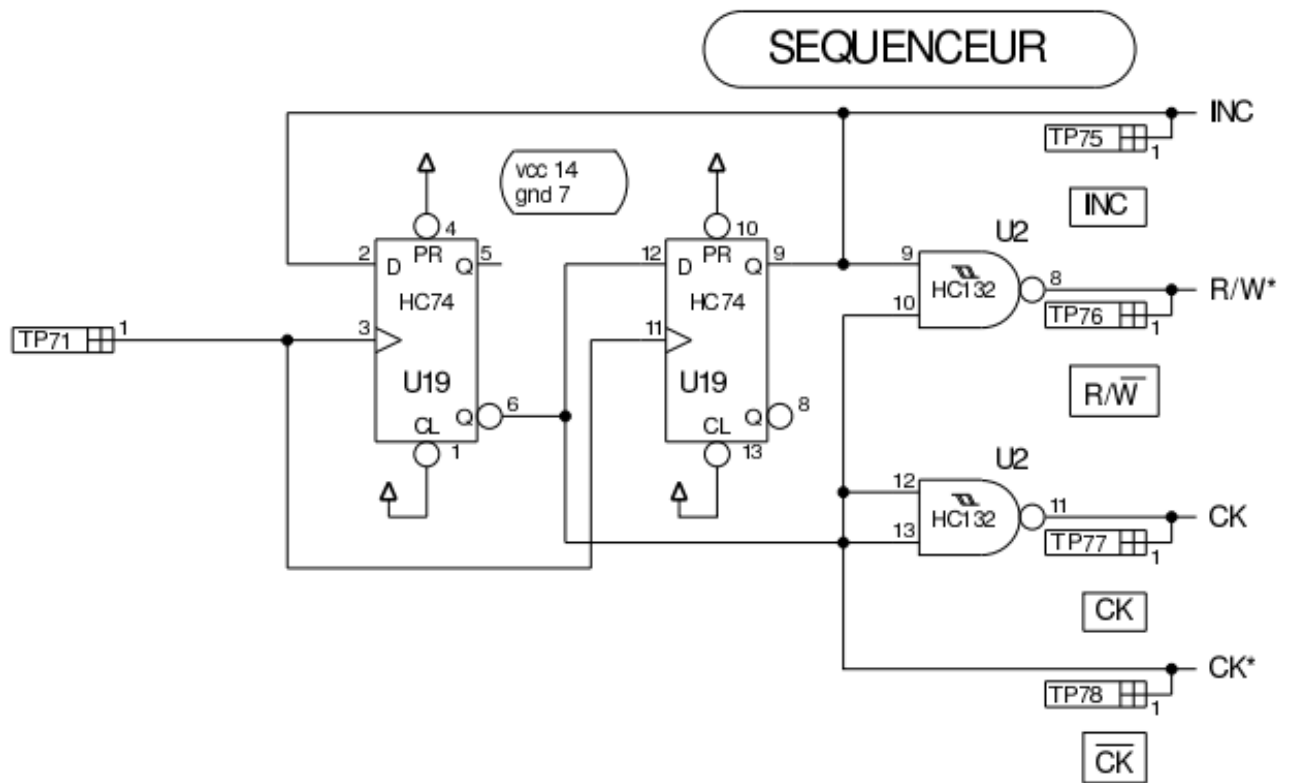 SEQUENCEUR
INC
TP75
1
vcc 14
gnd 7
INC
4
10
U2
2
D
PR
Q
5
12
D
PR
Q
9
9
HC132
8
R/W*
HC74
HC74
10
TP76
1
TP71
1
3
11
U19
U19
R/W
6
8
Q
Q
CL
CL
1
13
U2
12
HC132
11
CK
13
TP77
1
CK
CK*
TP78
1
CK